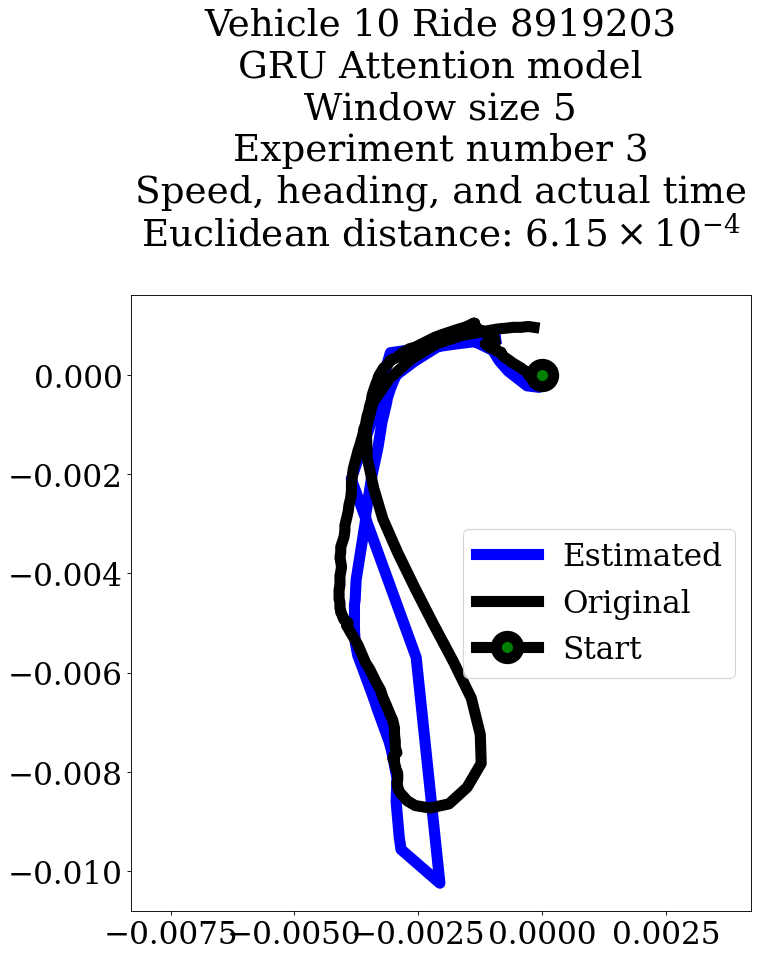 Vehicle 10 Ride 8919203
GRU Attention model
Window size 5
Experiment number 3
Speed, heading, and actual time
Euclidean distance: 6.15 × 10⁻⁴
0.000
−0.002
−0.004
−0.006
−0.008
−0.010
Estimated
Original
Start
−0.0075 −0.0050 −0.0025 0.0000 0.0025